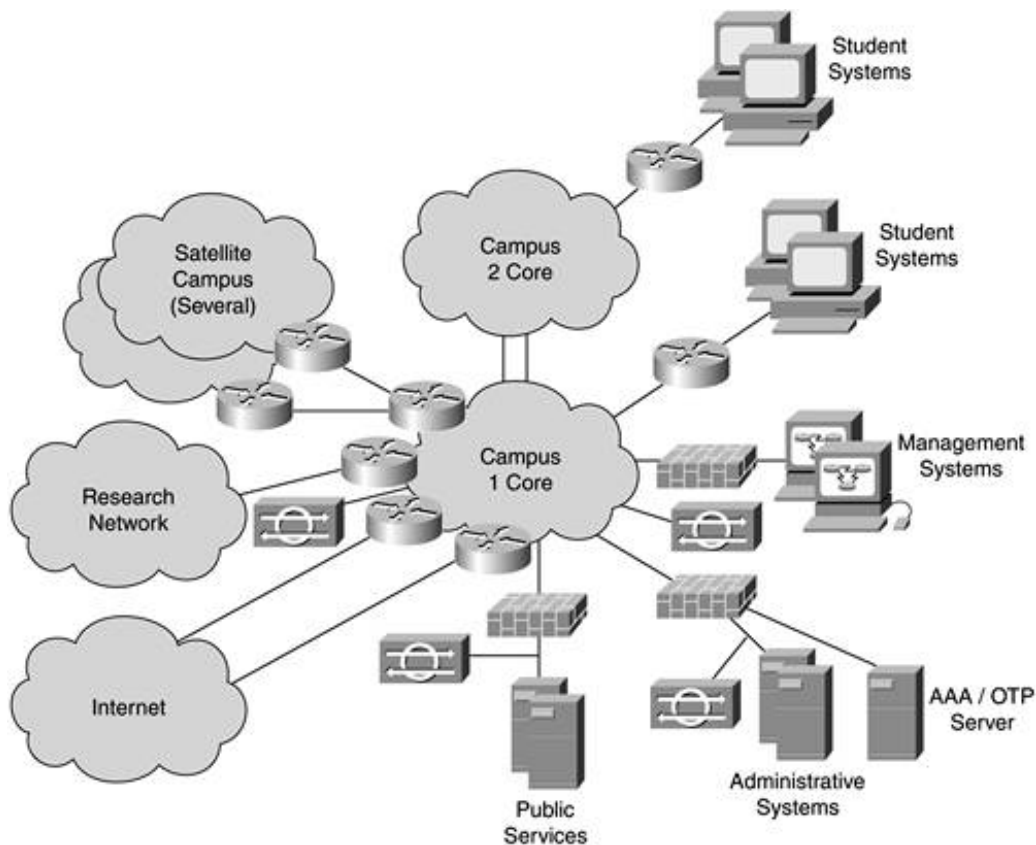 Student
Systems
Satellite
Campus
(Several)
Campus
2 Core
Student
Systems
Campus
1 Core
Management
Systems
Research
Network
Internet
AAA / OTP
Server
Administrative
Systems
Public
Services